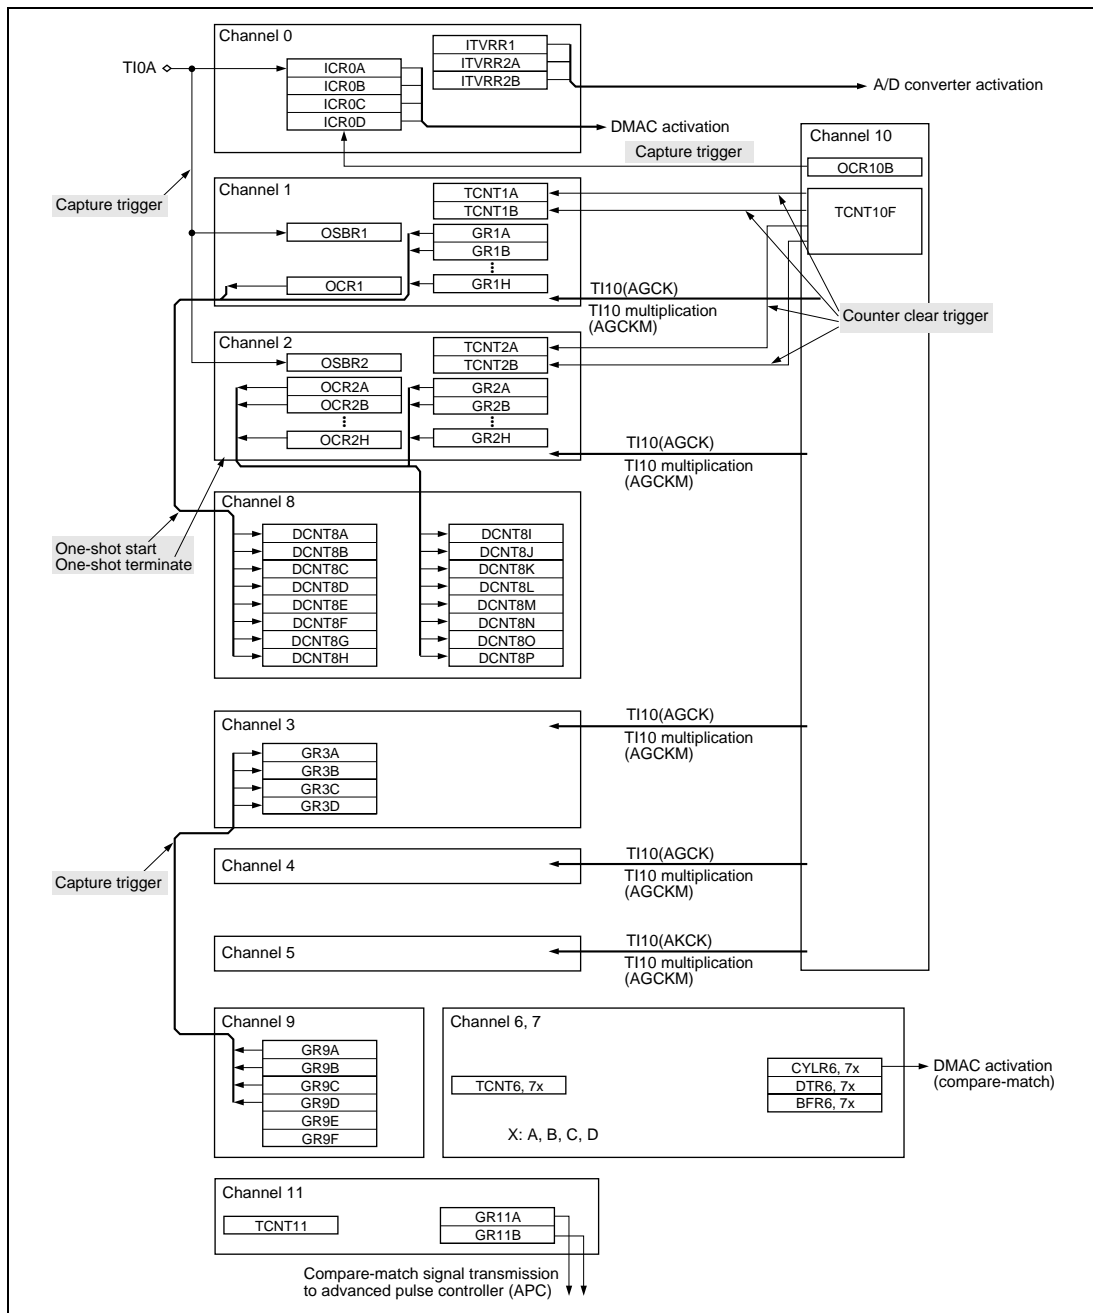 Channel 0
TI0A
ICR0A
ICR0B
ICR0C
ICR0D
ITVRR1
ITVRR2A
ITVRR2B
A/D converter activation
DMAC activation
Capture trigger
Channel 10
OCR10B
TCNT10F
Capture trigger
Channel 1
OSBR1
OCR1
TCNT1A
TCNT1B
GR1A
GR1B
GR1H
TI10(AGCK)
TI10 multiplication
(AGCKM)
Counter clear trigger
Channel 2
OSBR2
OCR2A
OCR2B
OCR2H
TCNT2A
TCNT2B
GR2A
GR2B
GR2H
TI10(AGCK)
TI10 multiplication
(AGCKM)
One-shot start
One-shot terminate
Channel 8
DCNT8A
DCNT8B
DCNT8C
DCNT8D
DCNT8E
DCNT8F
DCNT8G
DCNT8H
DCNT8I
DCNT8J
DCNT8K
DCNT8L
DCNT8M
DCNT8N
DCNT8O
DCNT8P
Channel 3
GR3A
GR3B
GR3C
GR3D
TI10(AGCK)
TI10 multiplication
(AGCKM)
Capture trigger
Channel 4
TI10(AGCK)
TI10 multiplication
(AGCKM)
Channel 5
TI10(AKCK)
TI10 multiplication
(AGCKM)
Channel 9
GR9A
GR9B
GR9C
GR9D
GR9E
GR9F
Channel 6, 7
TCNT6, 7x
X: A, B, C, D
CYLR6, 7x
DTR6, 7x
BFR6, 7x
DMAC activation
(compare-match)
Channel 11
TCNT11
GR11A
GR11B
Compare-match signal transmission
to advanced pulse controller (APC)